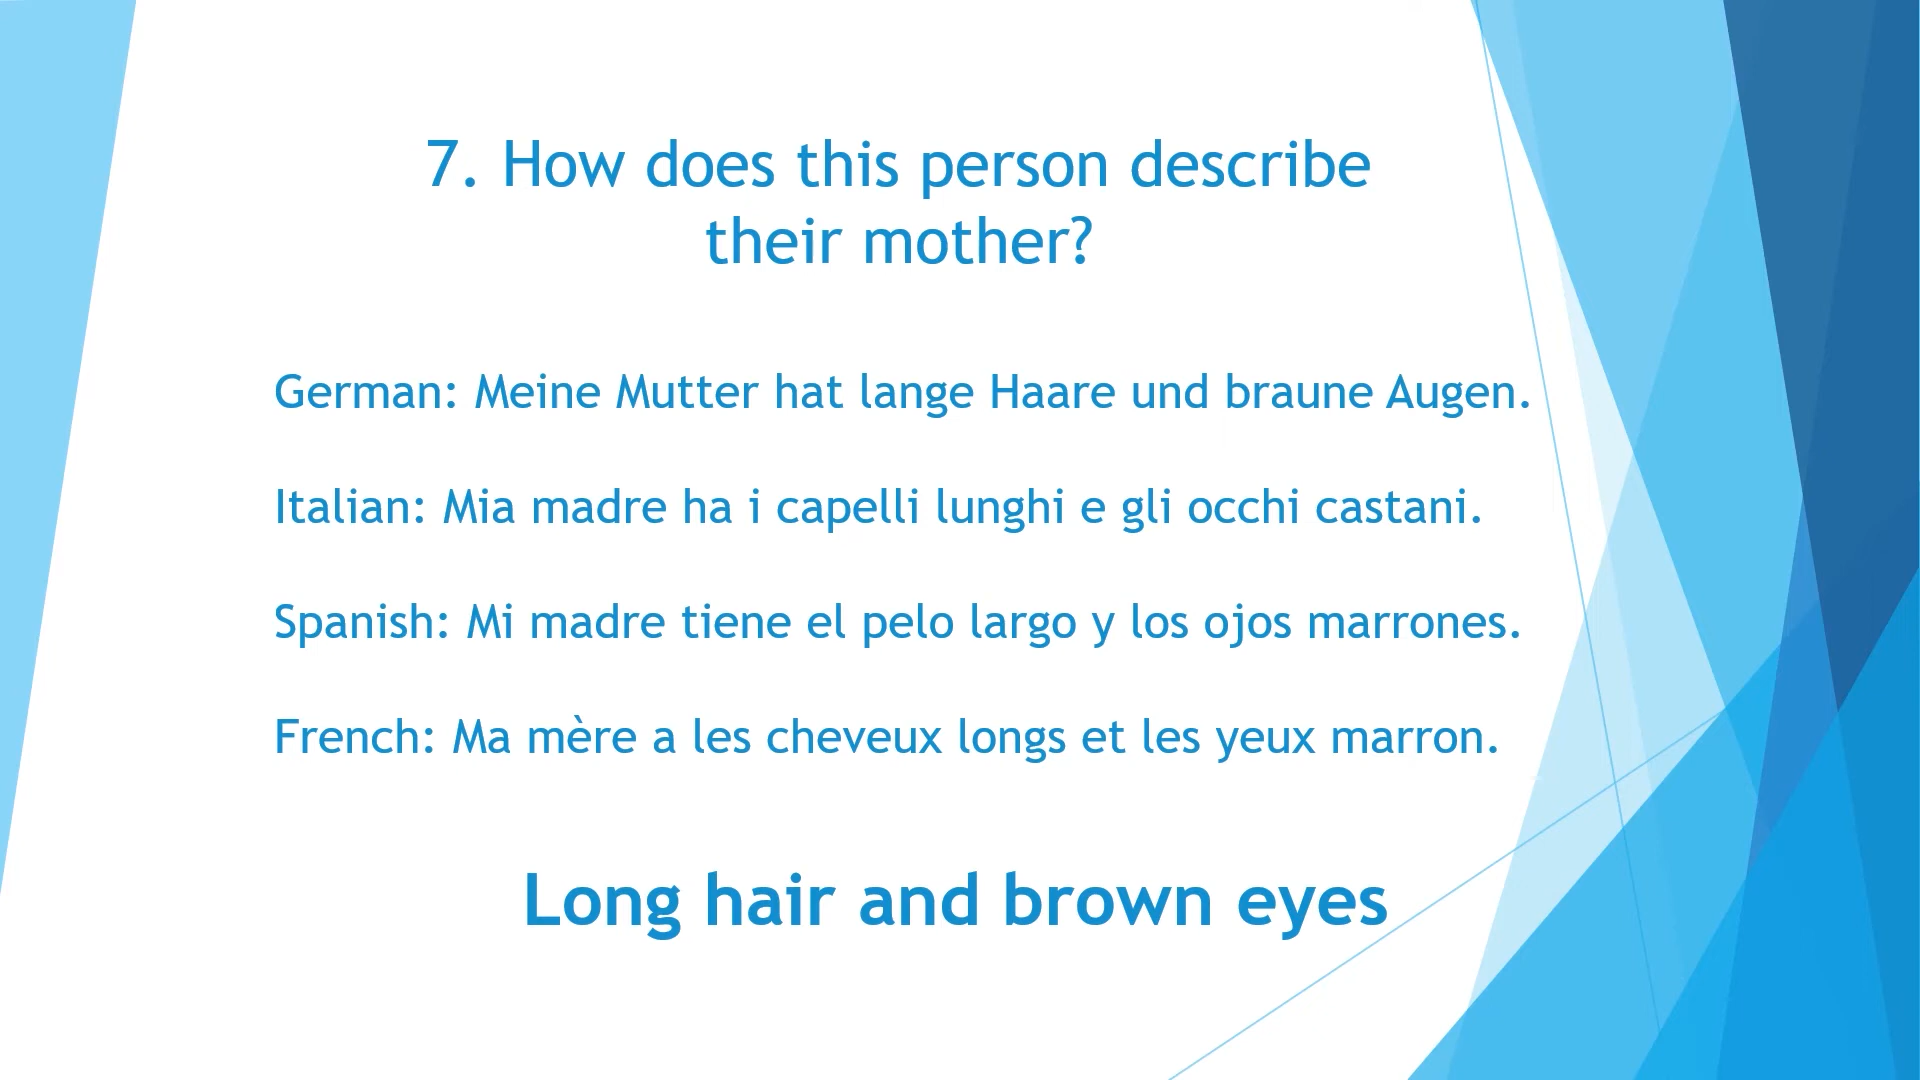 7. How does this person describe
their mother?
German: Meine Mutter hat lange Haare und braune Augen.
Italian: Mia madre ha i capelli lunghi e gli occhi castani.
Spanish: Mi madre tiene el pelo largo y los ojos marrones.
French: Ma mère a les cheveux longs et les yeux marron.
Long hair and brown eyes